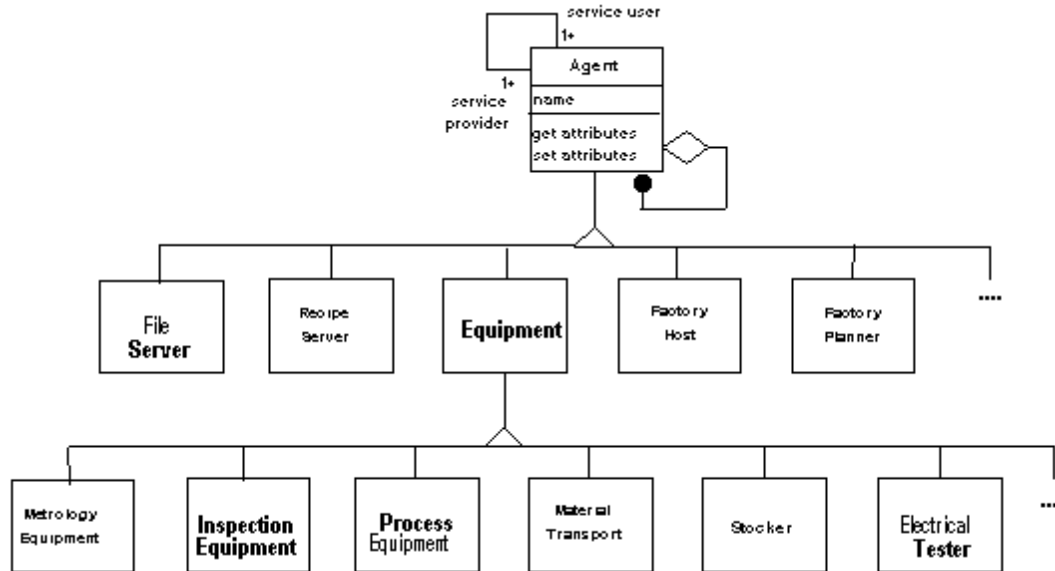 service user
1+
Agent
1+
service
provider
name
get attributes
set attributes
File
Server
Recipe
Server
Equipment
Factory
Host
Factory
Planner
....
Metrology
Equipment
Inspection
Equipment
Process
Equipment
Material
Transport
Stocker
Electrical
Tester
....